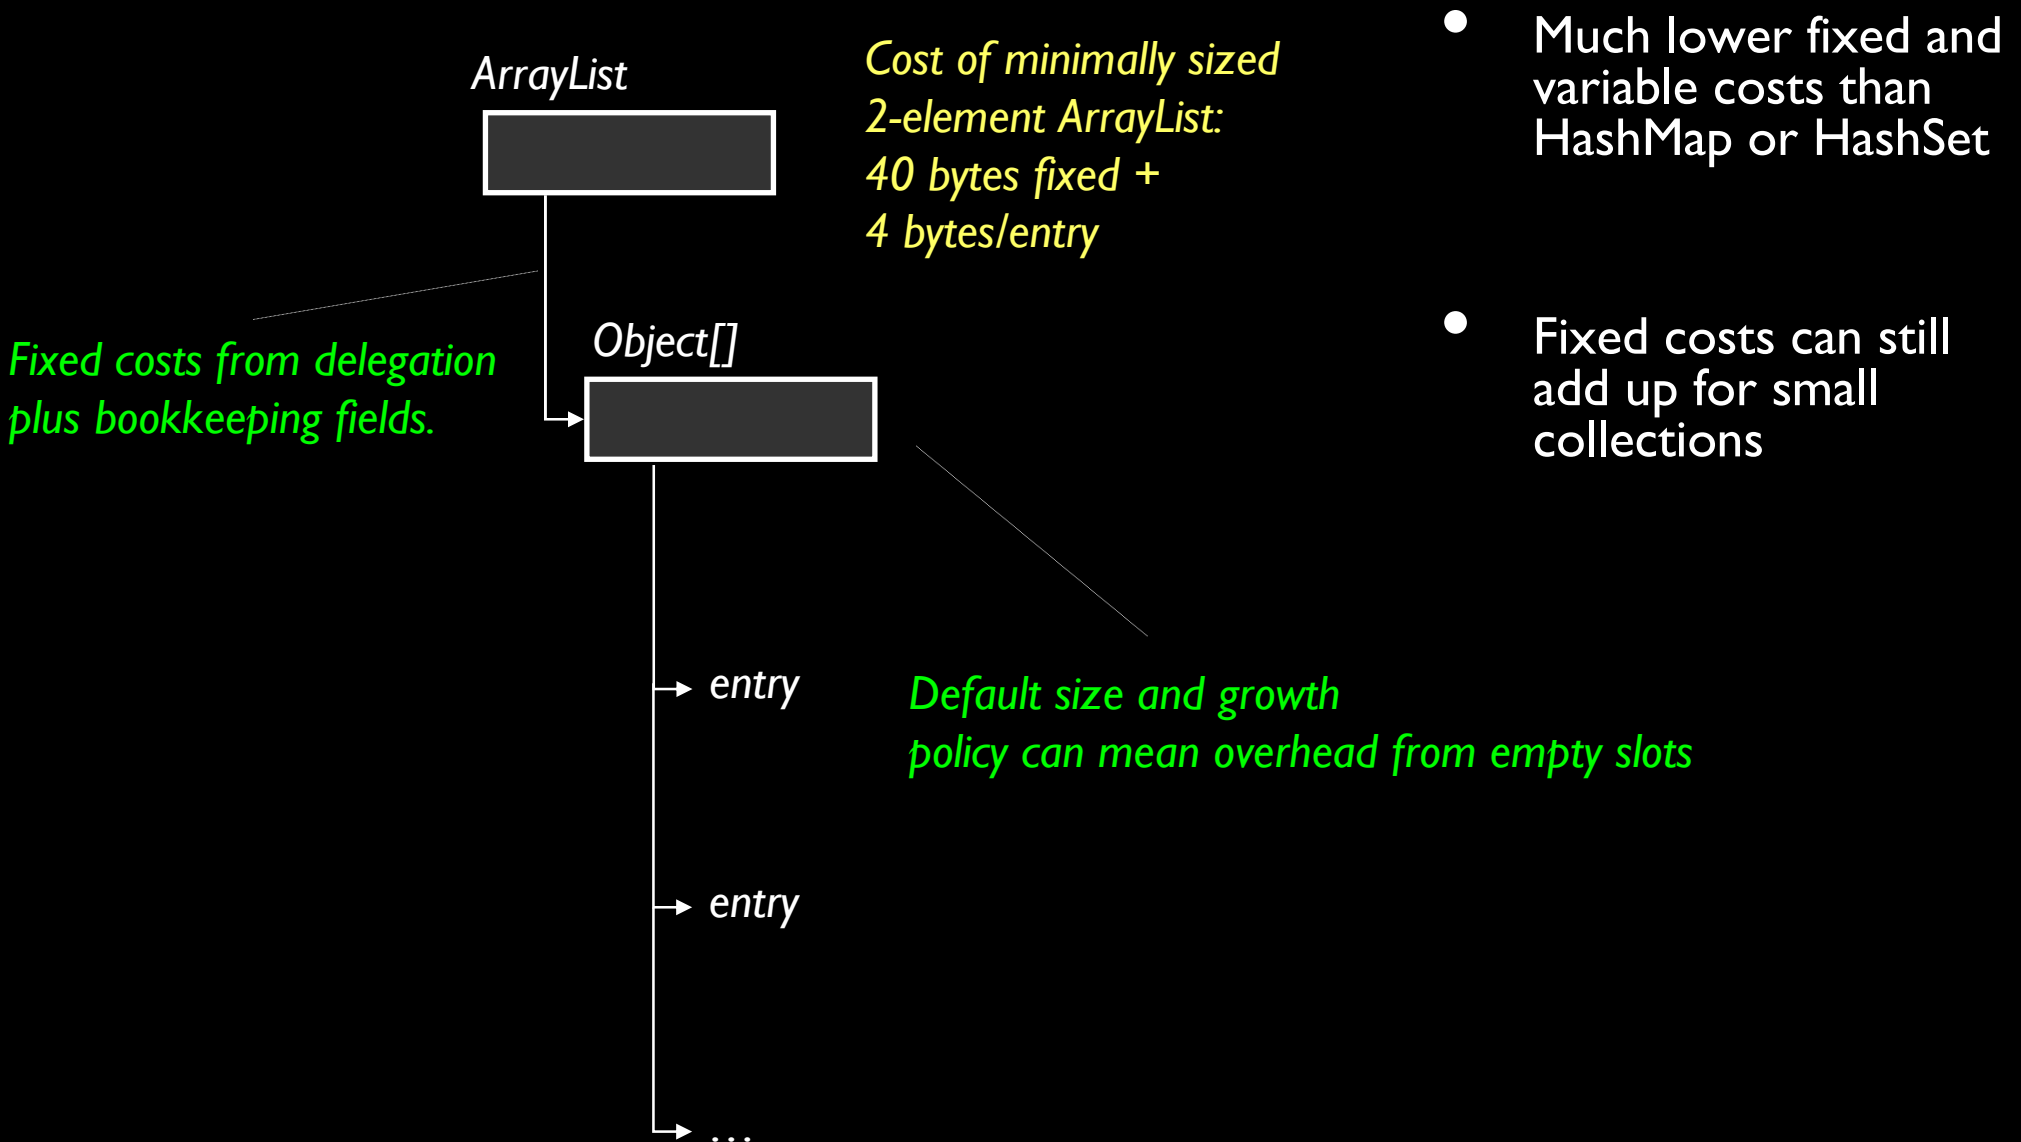 ArrayList
Cost of minimally sized
2-element ArrayList:
40 bytes fixed +
4 bytes/entry
• Much lower fixed and
variable costs than
HashMap or HashSet
Fixed costs from delegation
plus bookkeeping fields.
Object[]
• Fixed costs can still
add up for small
collections
entry
Default size and growth
policy can mean overhead from empty slots
entry
...